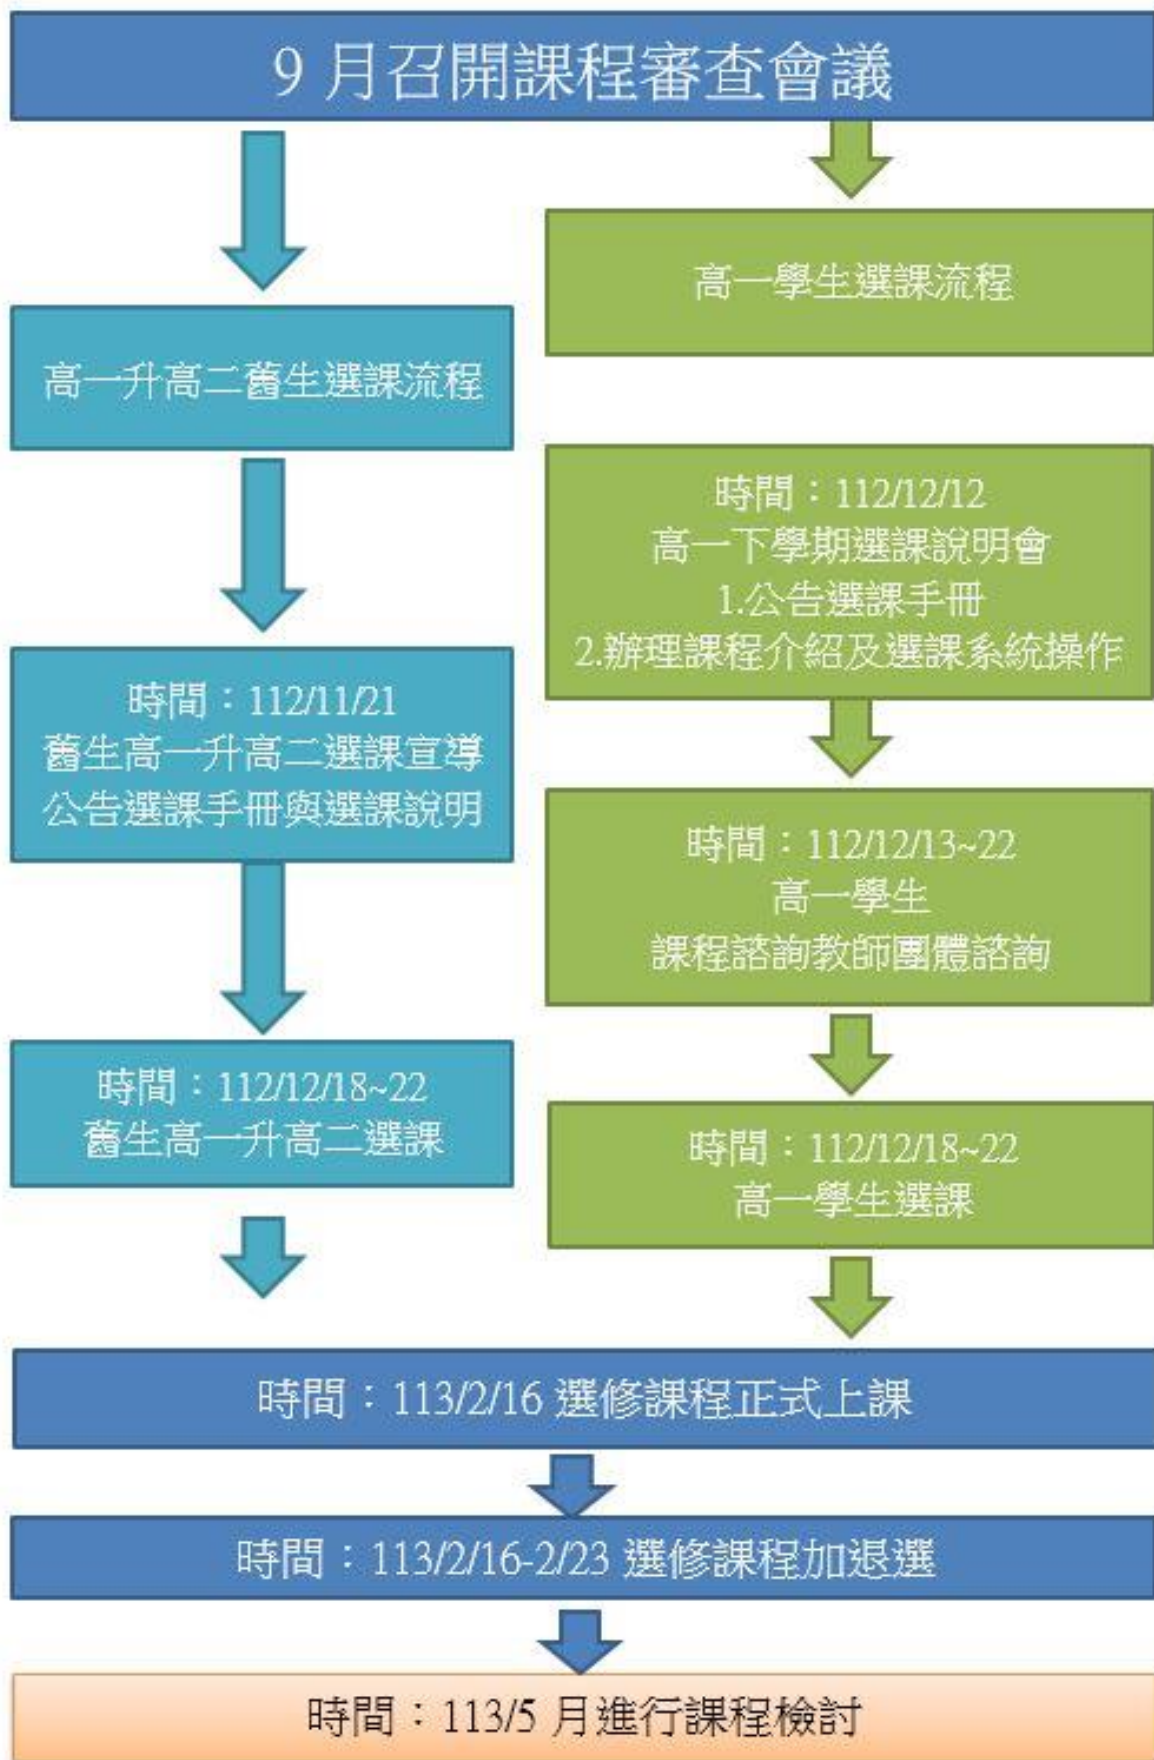 9 月召開課程審查會議
高一升高二舊生選課流程
時間：112/11/21
舊生高一升高二選課宣導
公告選課手冊與選課說明
時間：112/12/18~22
舊生高一升高二選課
高一學生選課流程
時間：112/12/12
高一下學期選課說明會
1.公告選課手冊
2.辦理課程介紹及選課系統操作
時間：112/12/13~22
高一學生
課程諮詢教師團體諮詢
時間：112/12/18~22
高一學生選課
時間：113/2/16 選修課程正式上課
時間：113/2/16-2/23 選修課程加退選
時間：113/5 月進行課程檢討